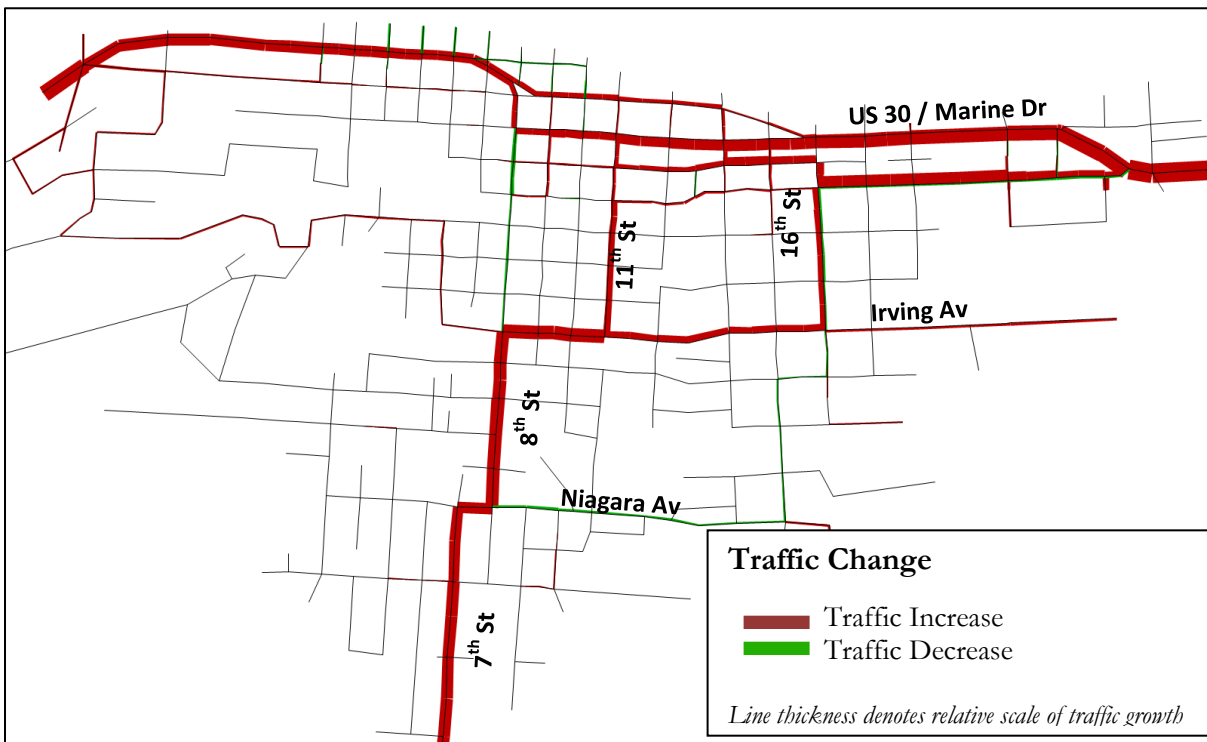 US 30 / Marine Dr
16th St
11th St
Irving Av
8th St
Niagara Av
7th St
Traffic Change
Traffic Increase
Traffic Decrease
Line thickness denotes relative scale of traffic growth